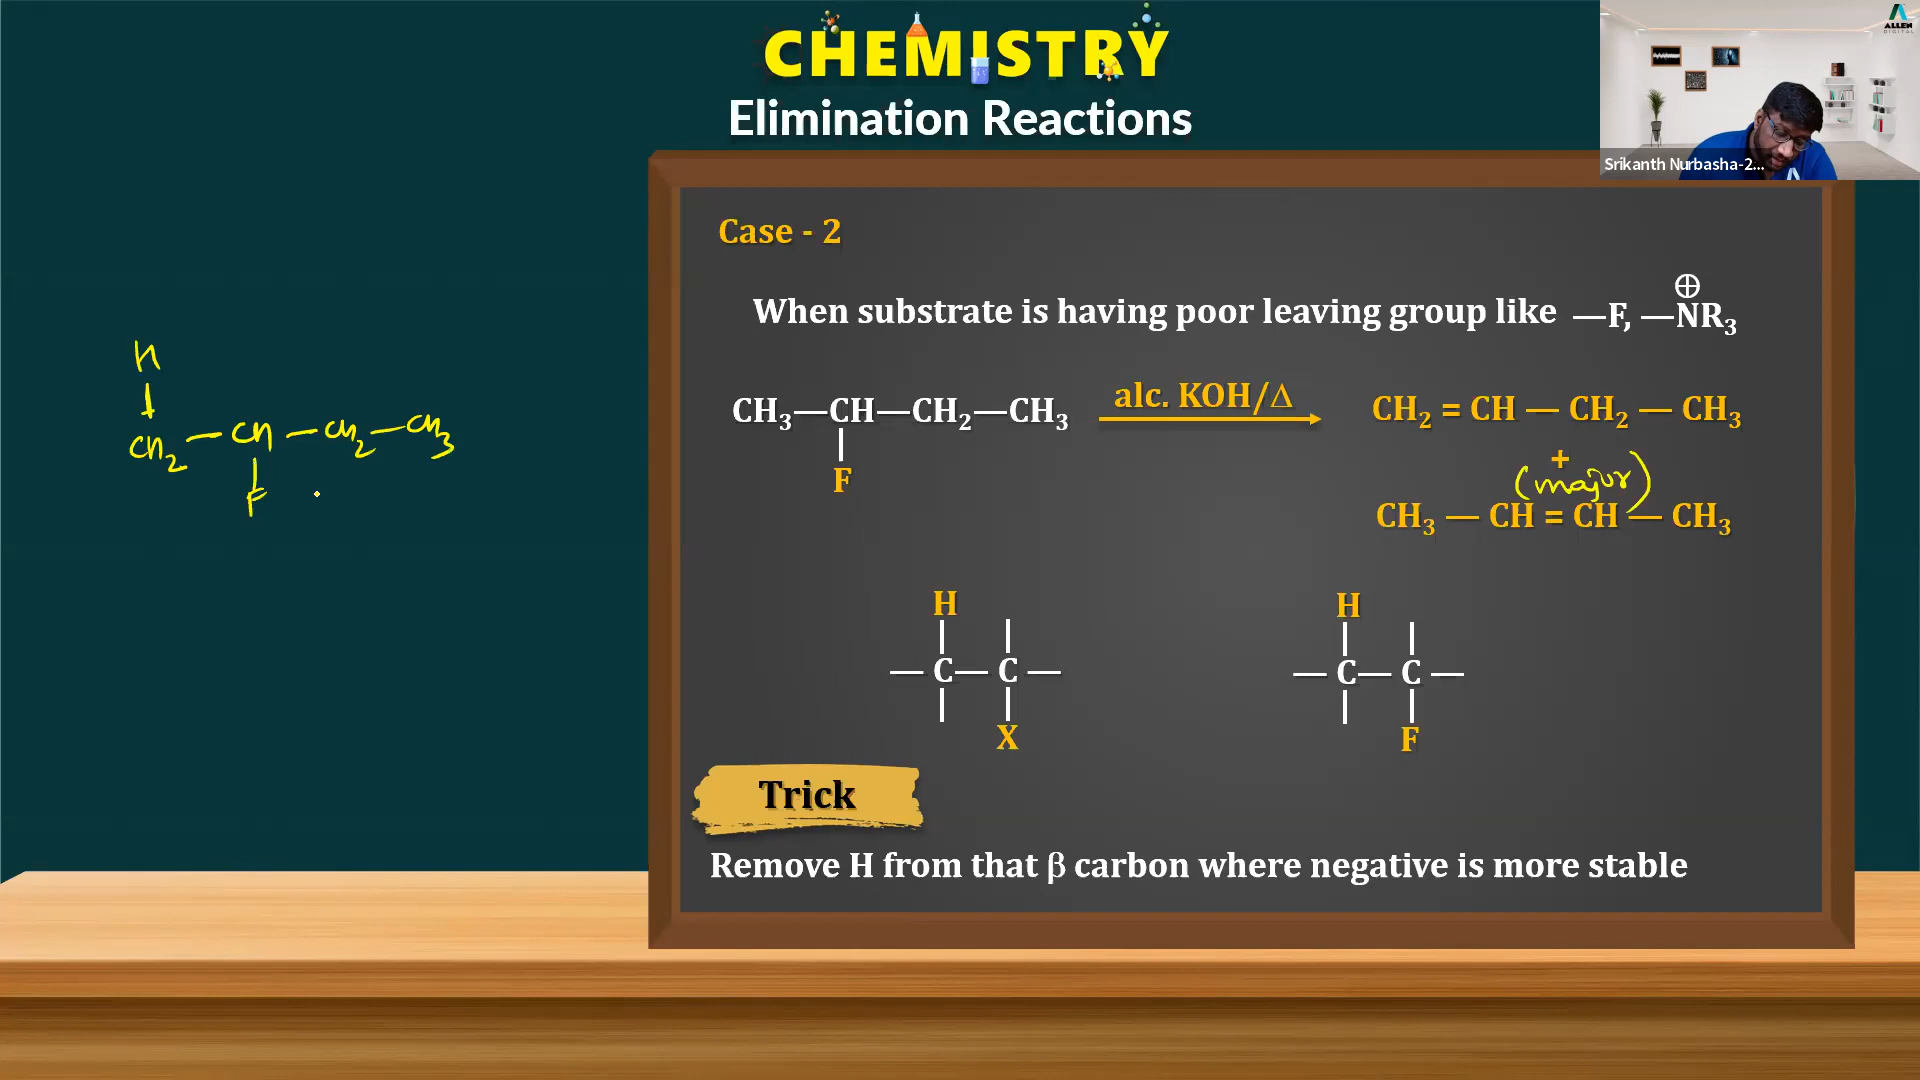 CHEMISTRY
Elimination Reactions
ALLEN
DIGITAL
Srikanth Nurbasha-2...
Case - 2
When substrate is having poor leaving group like —F, —N⊕R₃
CH₃—CH—CH₂—CH₃
F
alc. KOH/Δ
CH₂ = CH — CH₂ — CH₃
+
(major)
CH₃ — CH = CH — CH₃
H
CH₂ — CH — CH₂ — CH₃
F
H
— C — C —
X
H
— C — C —
F
Trick
Remove H from that β carbon where negative is more stable